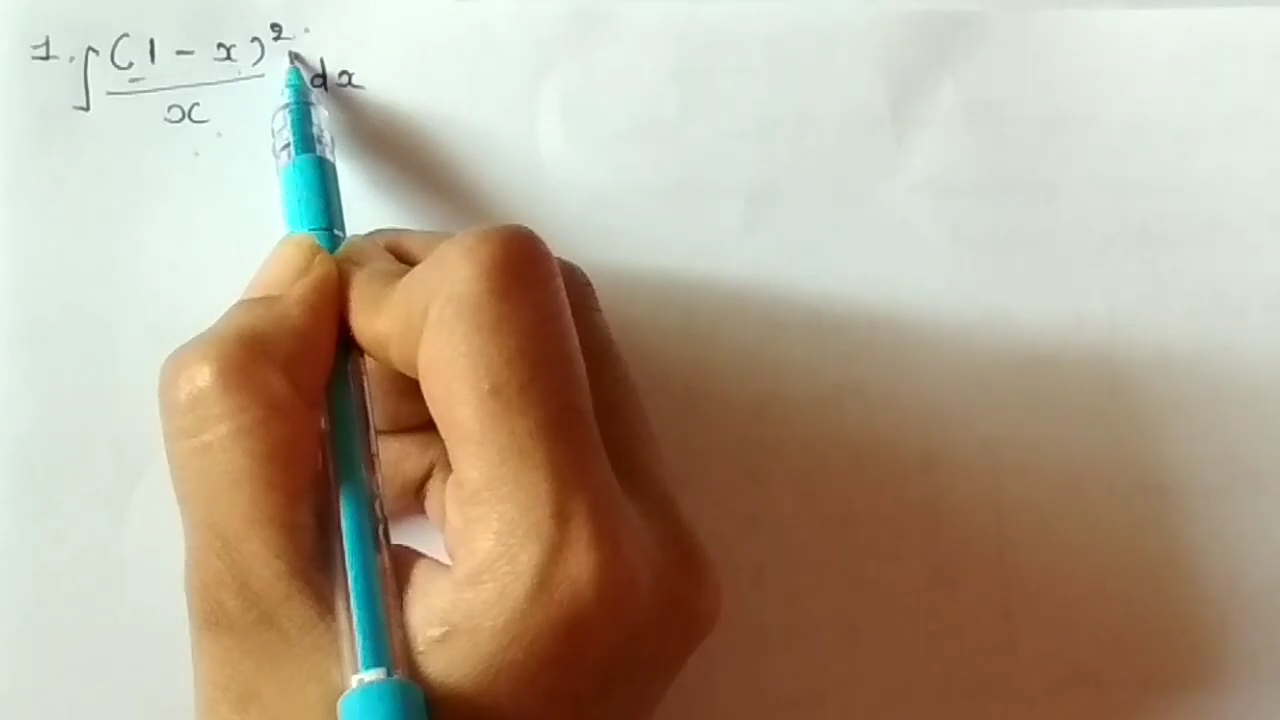 1. ∫ (1 - x)² / x dx